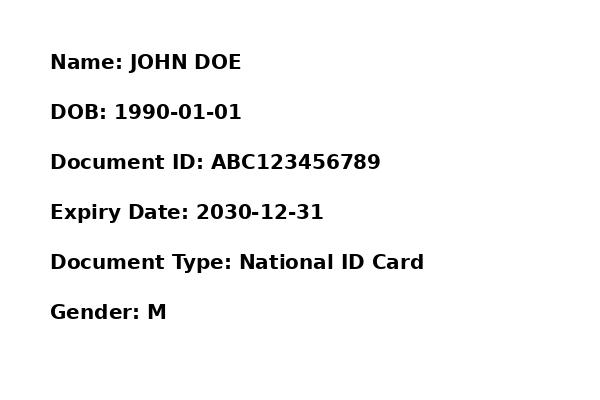 Name: JOHN DOE
DOB: 1990-01-01
Document ID: ABC123456789
Expiry Date: 2030-12-31
Document Type: National ID Card
Gender: M